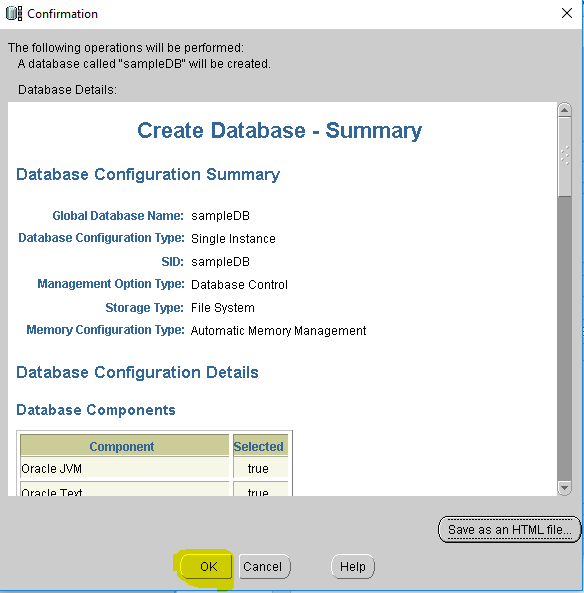 Confirmation
The following operations will be performed:
A database called "sampleDB" will be created.
Database Details:
Create Database - Summary
Database Configuration Summary
Global Database Name: sampleDB
Database Configuration Type: Single Instance
SID: sampleDB
Management Option Type: Database Control
Storage Type: File System
Memory Configuration Type: Automatic Memory Management
Database Configuration Details
Database Components
Component Selected
Oracle JVM true
Oracle Text true
Save as an HTML file...
OK Cancel Help